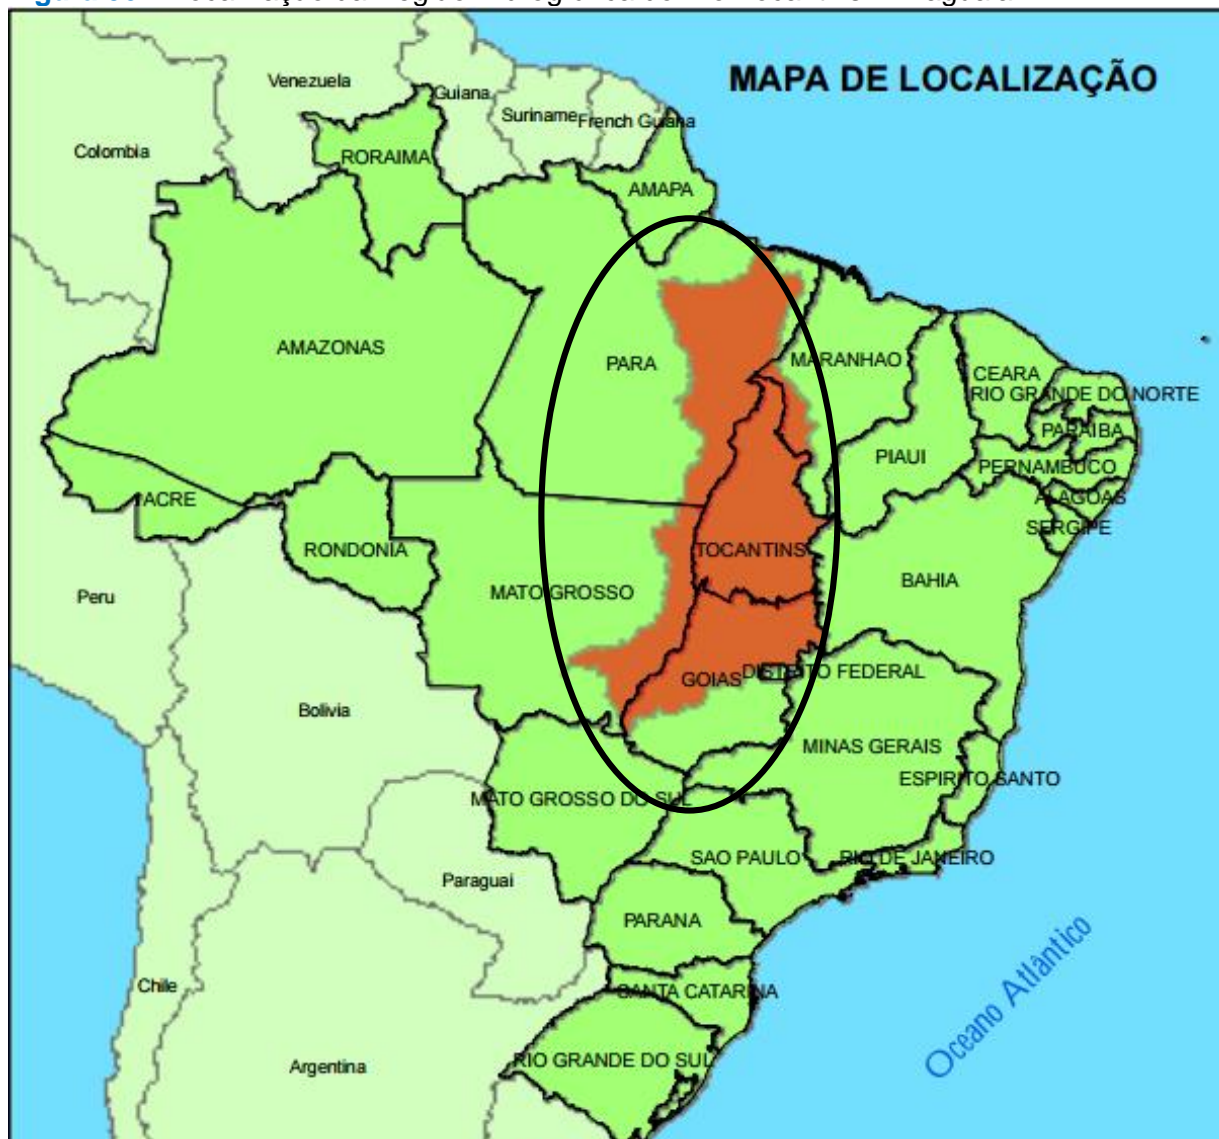 MAPA DE LOCALIZAÇÃO
Venezuela
Guiana
Suriname
French Guiana
Colombia
RORAIMA
AMAPA
AMAZONAS
PARA
MARANHAO
CEARA
RIO GRANDE DO NORTE
PARAIBA
PIAUI
PERNAMBUCO
ALAGOAS
SERGIPE
ACRE
RONDONIA
TOCANTINS
BAHIA
Peru
MATO GROSSO
GOIAS
DISTRITO FEDERAL
Bolivia
MINAS GERAIS
ESPIRITO SANTO
MATO GROSSO DO SUL
SAO PAULO
RIO DE JANEIRO
Paraguai
PARANA
Chile
SANTA CATARINA
Oceano Atlântico
RIO GRANDE DO SUL
Argentina